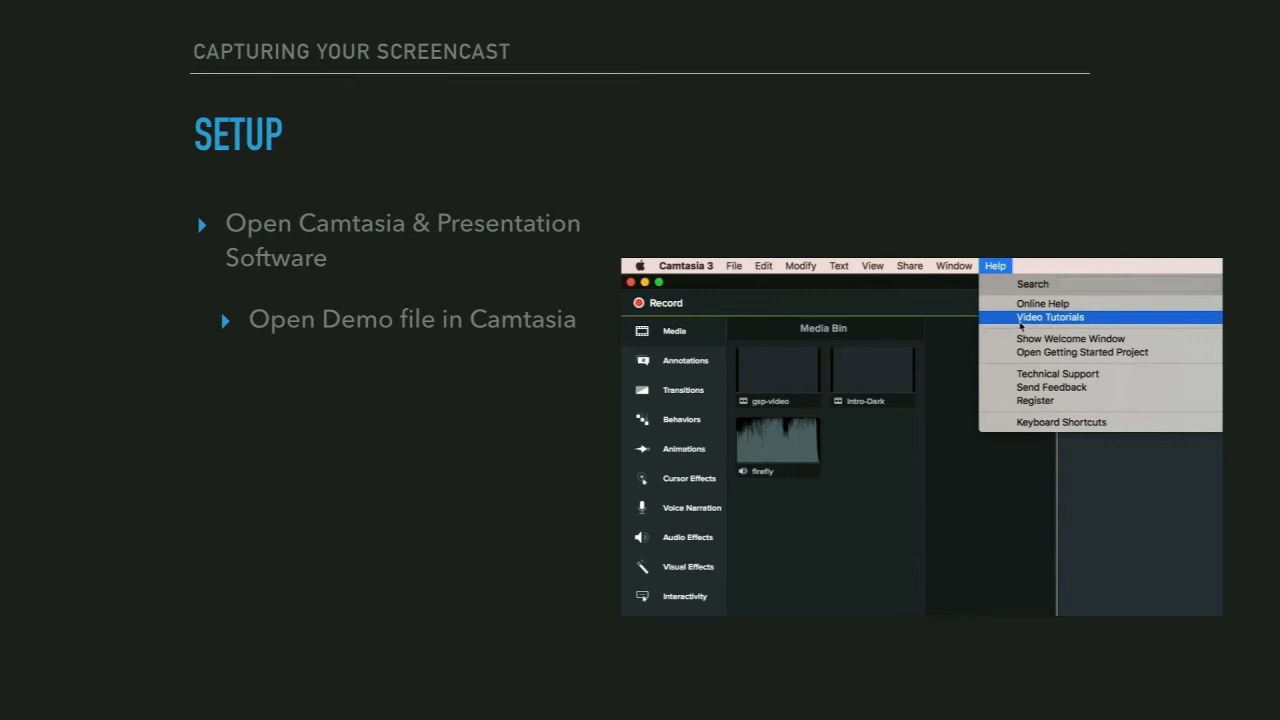 CAPTURING YOUR SCREENCAST
SETUP
Open Camtasia & Presentation
Software
Open Demo file in Camtasia
Camtasia 3 File Edit Modify Text View Share Window Help
Search
Online Help
Video Tutorials
Show Welcome Window
Open Getting Started Project
Technical Support
Send Feedback
Register
Keyboard Shortcuts
Record
Media
Annotations
Transitions
Behaviors
Animations
Cursor Effects
Voice Narration
Audio Effects
Visual Effects
Interactivity
Media Bin
gsp-video
Intro-Dark
firefly